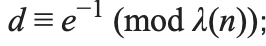 d ≡ e⁻¹ (mod λ(n));